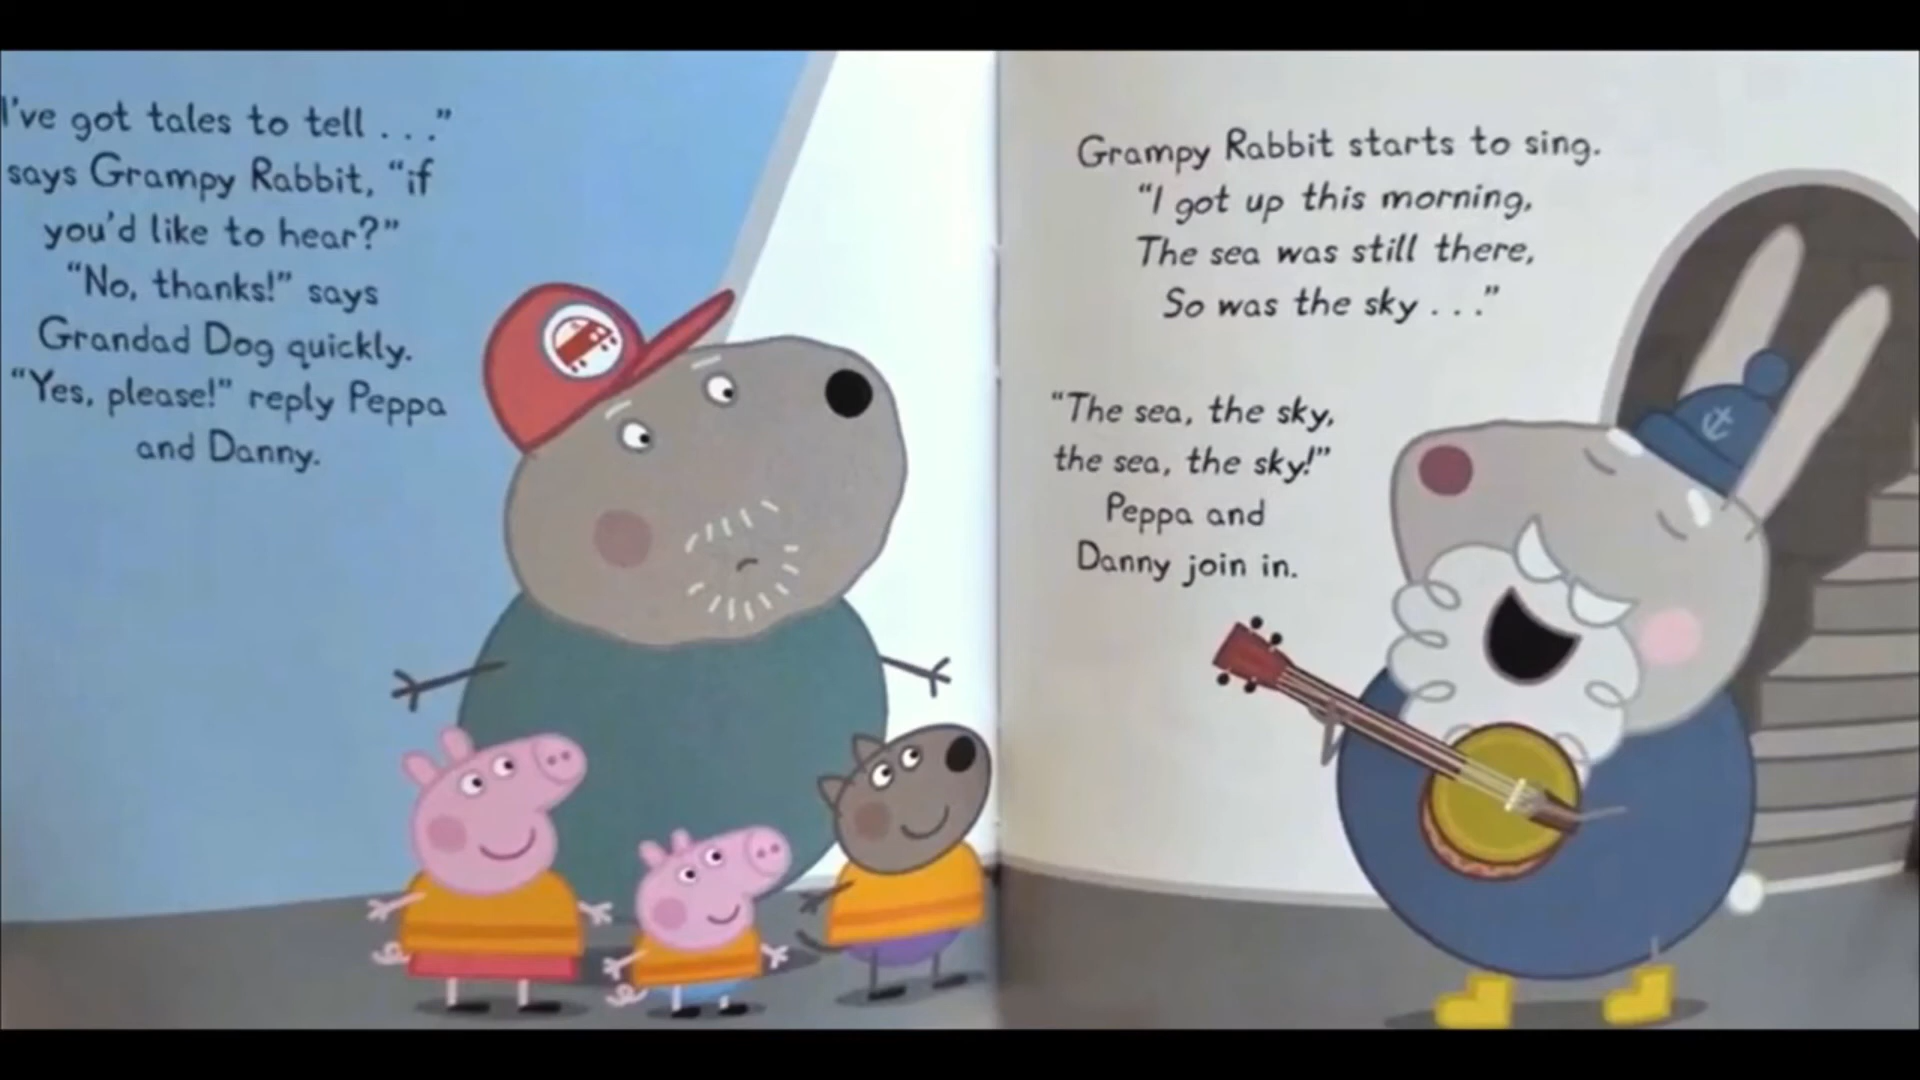 I've got tales to tell . . ."
says Grampy Rabbit, "if
you'd like to hear?"
"No, thanks!" says
Grandad Dog quickly.
"Yes, please!" reply Peppa
and Danny.
Grampy Rabbit starts to sing.
"I got up this morning,
The sea was still there,
So was the sky . . ."
"The sea, the sky,
the sea, the sky!"
Peppa and
Danny join in.